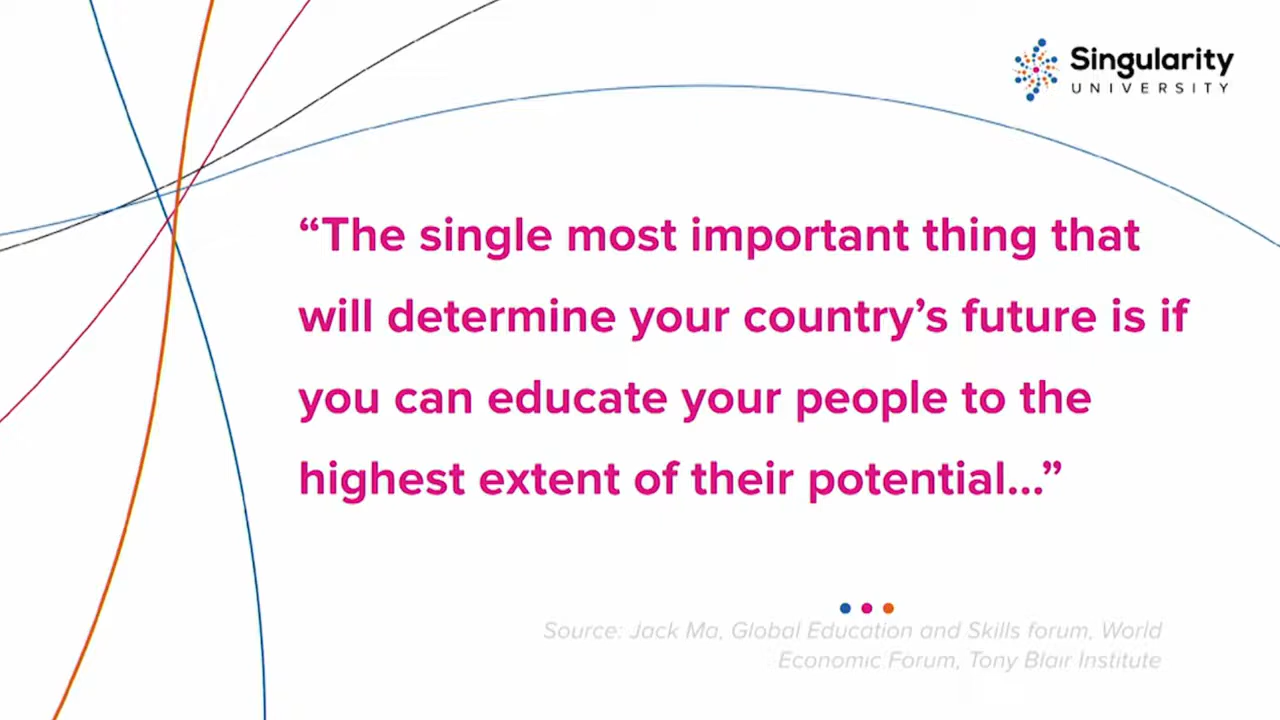 Singularity
UNIVERSITY
“The single most important thing that
will determine your country’s future is if
you can educate your people to the
highest extent of their potential...”
Source: Jack Ma, Global Education and Skills forum, World
Economic Forum, Tony Blair Institute